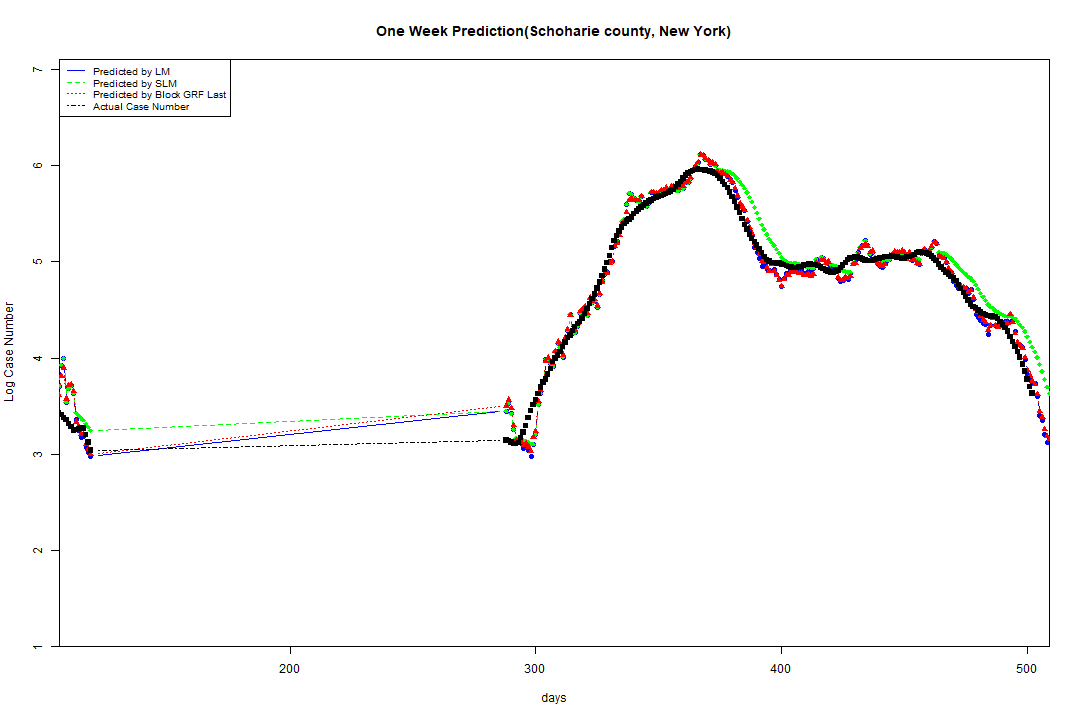 One Week Prediction(Schoharie county, New York)
Predicted by LM
Predicted by SLM
Predicted by Block GRF Last
Actual Case Number
7
6
5
4
3
2
1
Log Case Number
200 300 400 500
days